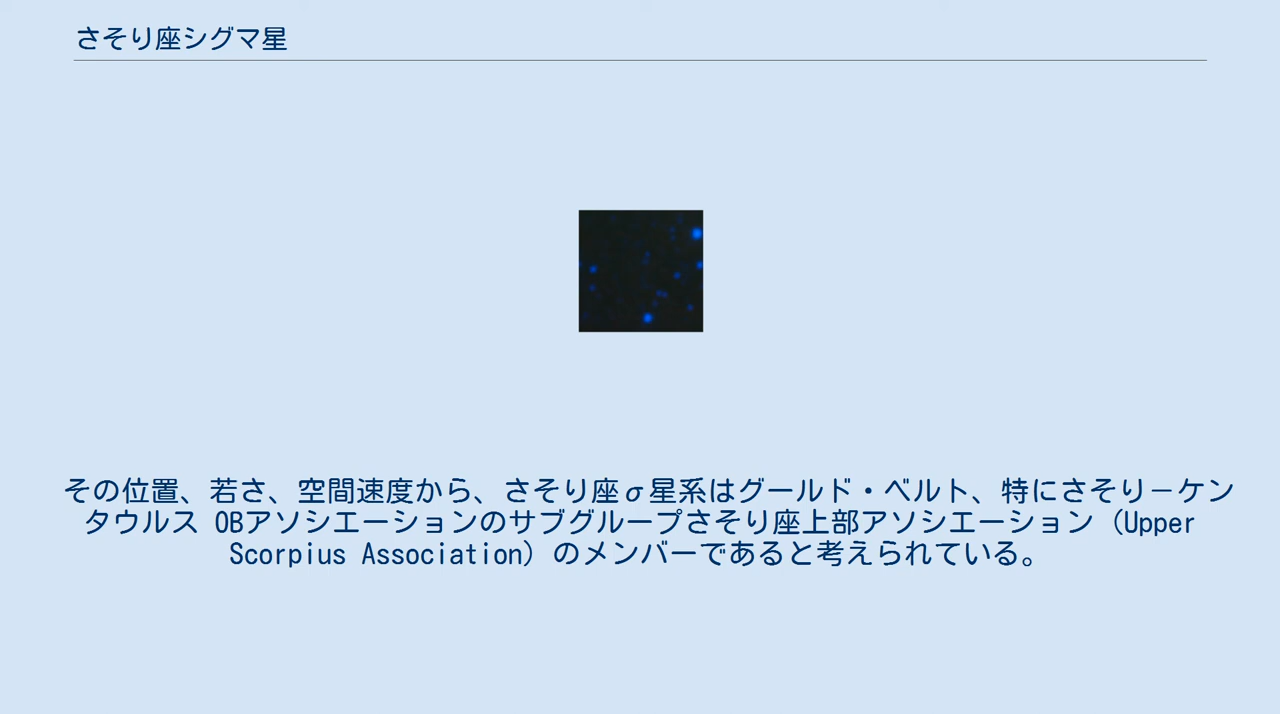 さそり座シグマ星
その位置、若さ、空間速度から、さそり座σ星系はグールド・ベルト、特にさそり－ケン
タウルス OBアソシエーションのサブグループさそり座上部アソシエーション（Upper
Scorpius Association）のメンバーであると考えられている。